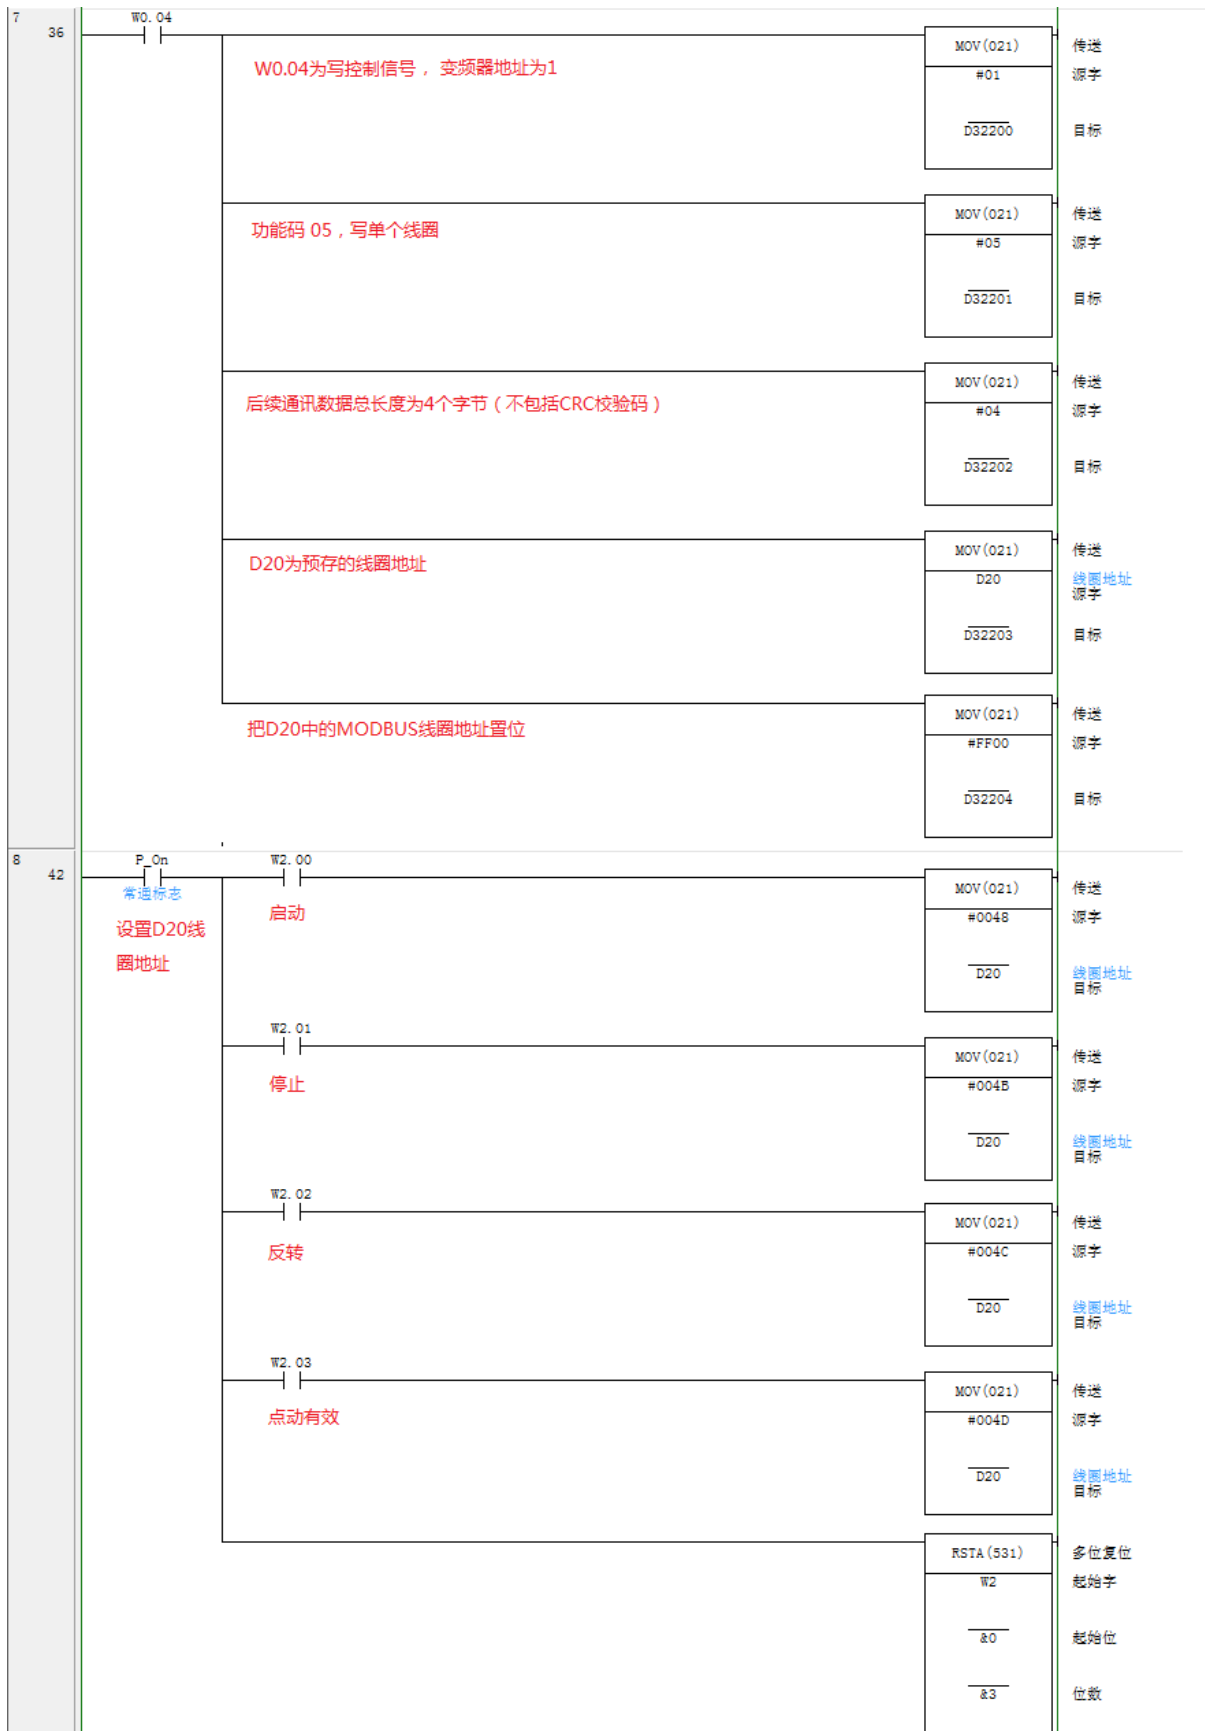 7
36
W0.04
MOV(021)
传送
W0.04为写控制信号， 变频器地址为1
#01
源字
D32200
目标
MOV(021)
传送
功能码 05，写单个线圈
#05
源字
D32201
目标
MOV(021)
传送
后续通讯数据总长度为4个字节（不包括CRC校验码）
#04
源字
D32202
目标
MOV(021)
传送
D20为预存的线圈地址
D20
线圈地址
源字
D32203
目标
MOV(021)
传送
把D20中的MODBUS线圈地址置位
#FF00
源字
D32204
目标
8
42
P_On
W2.00
常通标志
MOV(021)
传送
启动
#0048
源字
设置D20线
圈地址
D20
线圈地址
目标
W2.01
MOV(021)
传送
停止
#004B
源字
D20
线圈地址
目标
W2.02
MOV(021)
传送
反转
#004C
源字
D20
线圈地址
目标
W2.03
MOV(021)
传送
点动有效
#004D
源字
D20
线圈地址
目标
RSTA(531)
多位复位
W2
起始字
&0
起始位
&3
位数